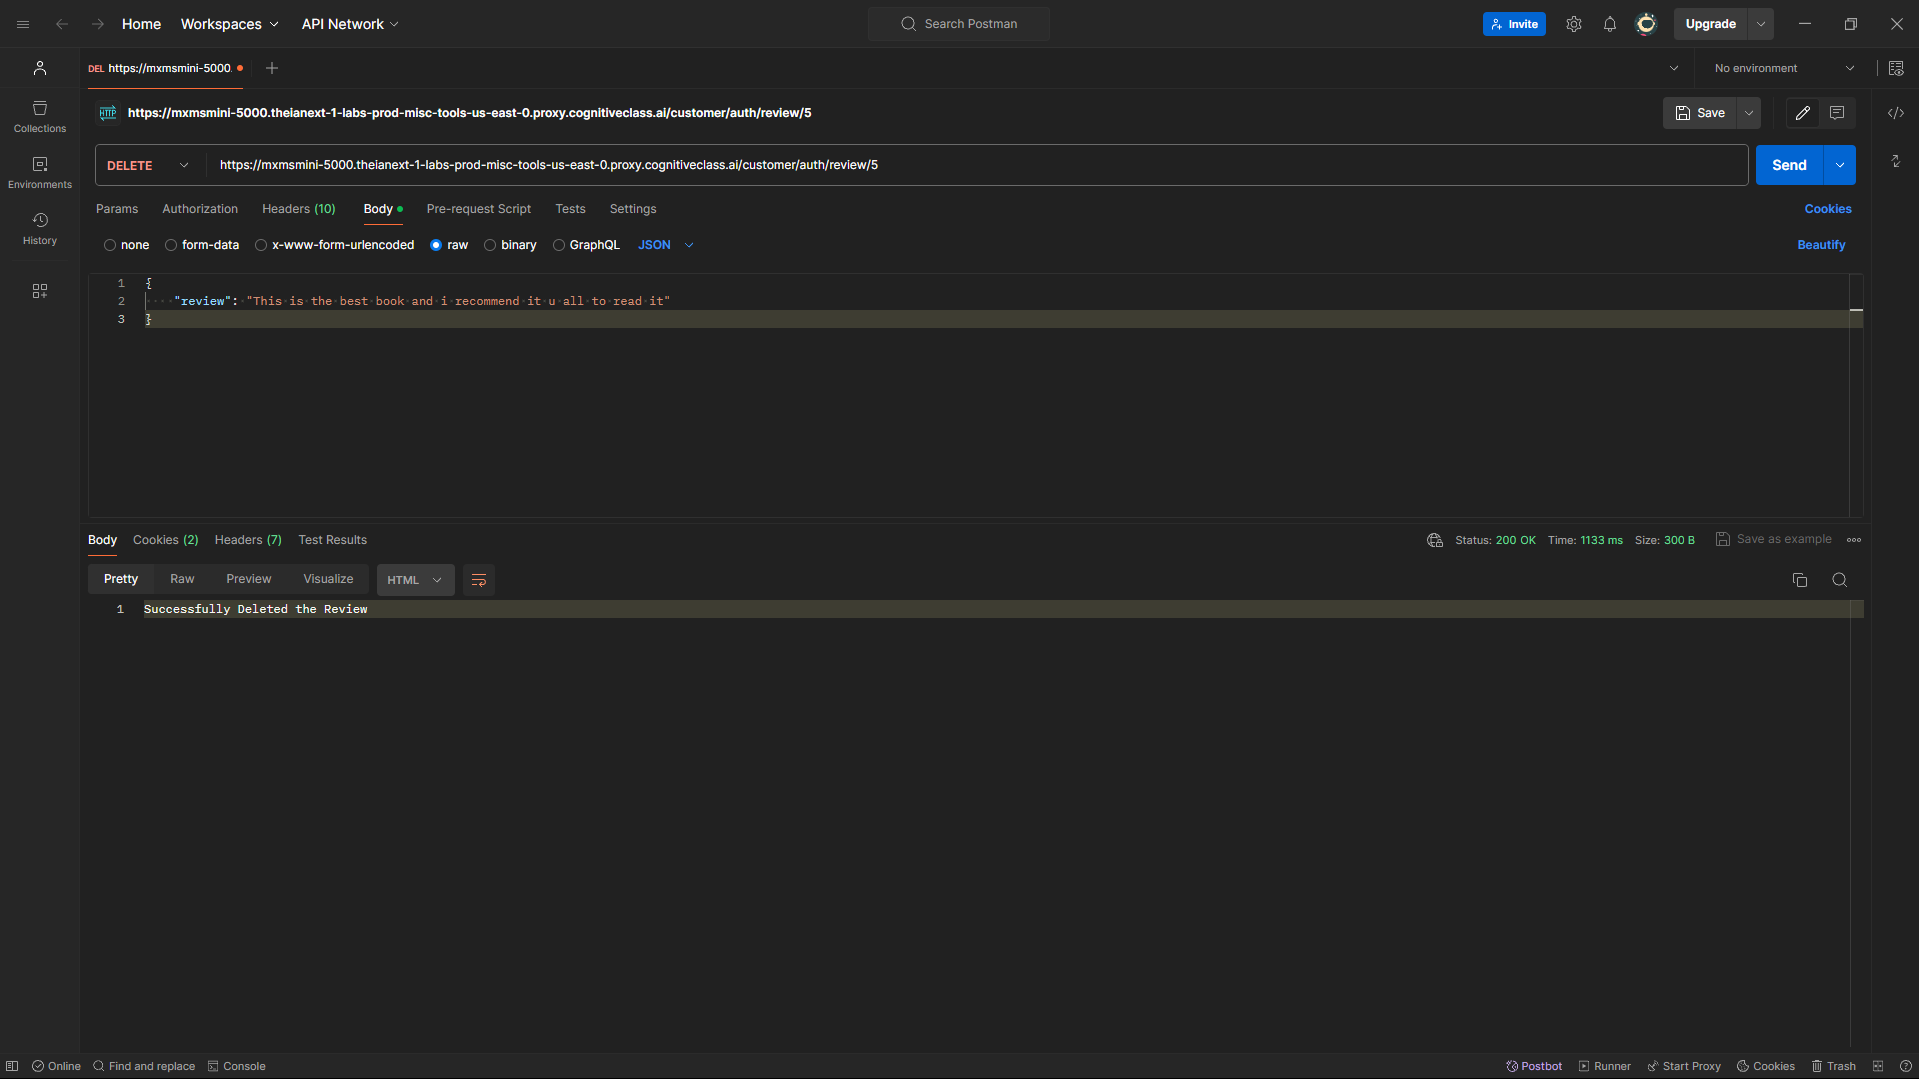 Home Workspaces API Network Search Postman Invite Upgrade
DEL https://mxmsmini-5000. No environment
HTTP https://mxmsmini-5000.theianext-1-labs-prod-misc-tools-us-east-0.proxy.cognitiveclass.ai/customer/auth/review/5 Save
DELETE https://mxmsmini-5000.theianext-1-labs-prod-misc-tools-us-east-0.proxy.cognitiveclass.ai/customer/auth/review/5 Send
Collections
Environments
History
Params Authorization Headers (10) Body Pre-request Script Tests Settings Cookies
none form-data x-www-form-urlencoded raw binary GraphQL JSON Beautify
1 {
2 "review": "This is the best book and i recommend it u all to read it"
3 }
Body Cookies (2) Headers (7) Test Results Status: 200 OK Time: 1133 ms Size: 300 B Save as example
Pretty Raw Preview Visualize HTML
1 Successfully Deleted the Review
Online Find and replace Console Postbot Runner Start Proxy Cookies Trash